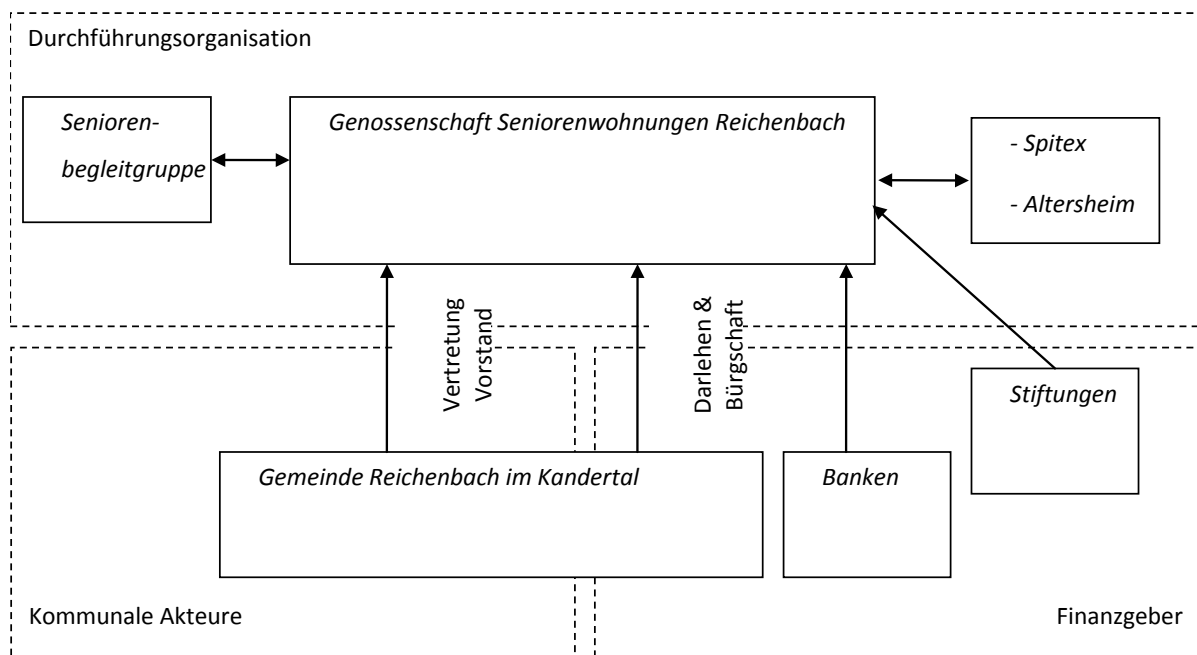 Durchführungsorganisation
Senioren-
begleitgruppe
Genossenschaft Seniorenwohnungen Reichenbach
- Spitex
- Altersheim
Vertretung
Vorstand
Darlehen &
Bürgschaft
Stiftungen
Gemeinde Reichenbach im Kandertal
Banken
Kommunale Akteure
Finanzgeber